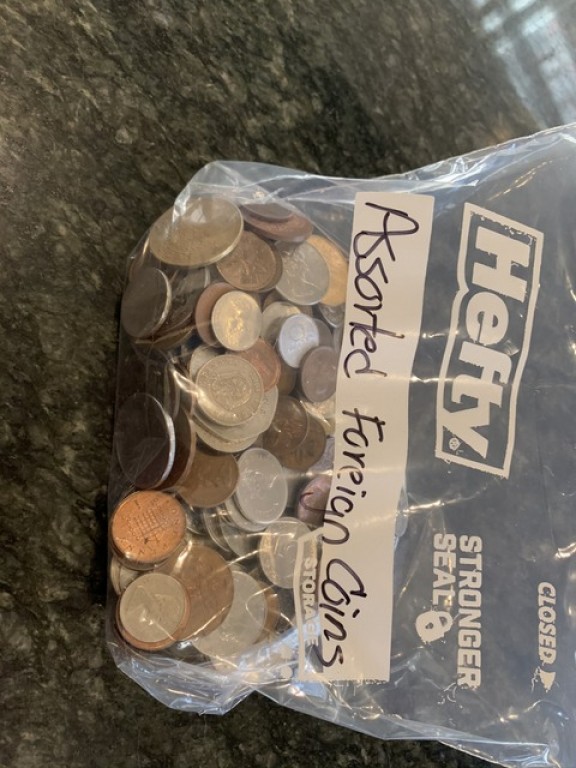 Hefty
STRONGER
SEAL
CLOSED
Assorted Foreign Coins
STORAGE